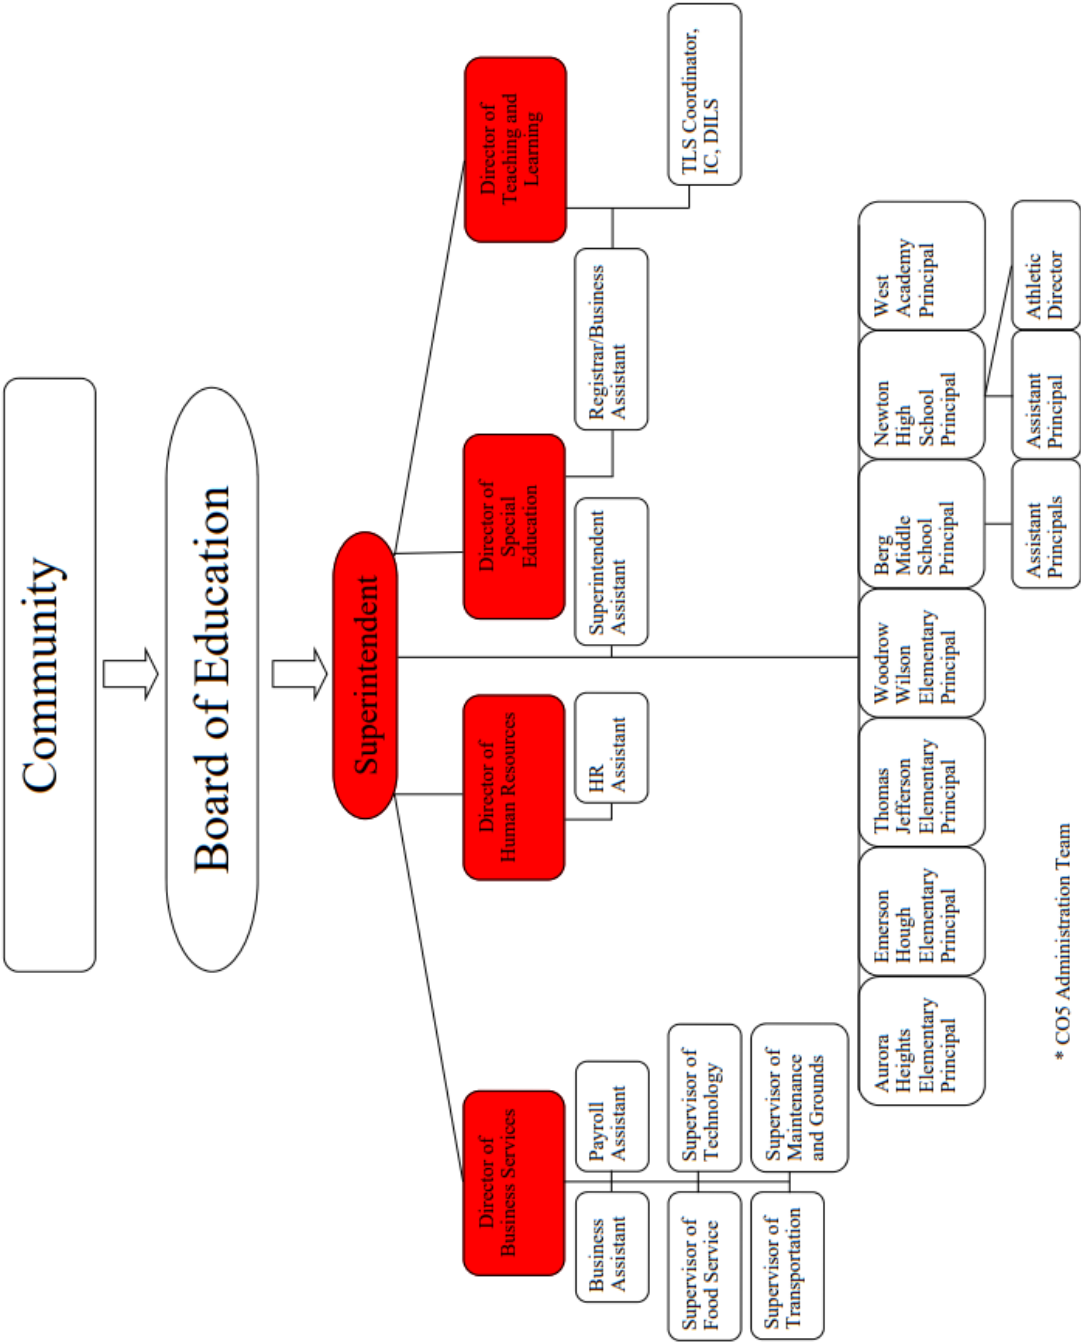 Community
Board of Education
Superintendent
Director of
Business Services
Director of
Human Resources
Director of
Special
Education
Director of
Teaching and
Learning
Business
Assistant
Payroll
Assistant
HR
Assistant
Superintendent
Assistant
Registrar/Business
Assistant
Supervisor of
Food Service
Supervisor of
Technology
TLS Coordinator,
IC, DILS
Supervisor of
Transportation
Supervisor of
Maintenance
and Grounds
Aurora
Heights
Elementary
Principal
Emerson
Hough
Elementary
Principal
Thomas
Jefferson
Elementary
Principal
Woodrow
Wilson
Elementary
Principal
Berg
Middle
School
Principal
Newton
High
School
Principal
West
Academy
Principal
Assistant
Principals
Assistant
Principal
Athletic
Director
* CO5 Administration Team